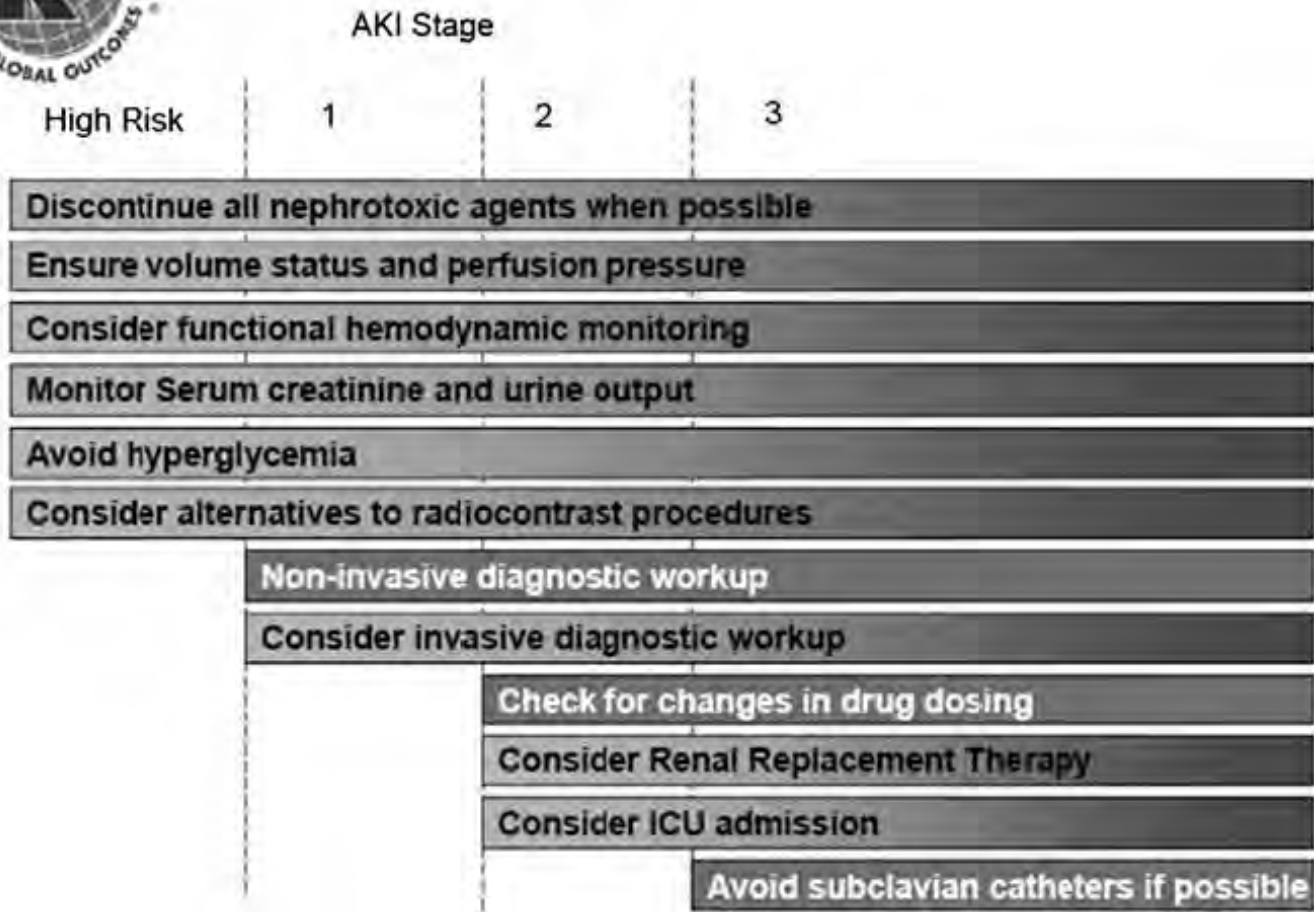 LOBAL OUTCOMES
AKI Stage
High Risk 1 2 3
Discontinue all nephrotoxic agents when possible
Ensure volume status and perfusion pressure
Consider functional hemodynamic monitoring
Monitor Serum creatinine and urine output
Avoid hyperglycemia
Consider alternatives to radiocontrast procedures
Non-invasive diagnostic workup
Consider invasive diagnostic workup
Check for changes in drug dosing
Consider Renal Replacement Therapy
Consider ICU admission
Avoid subclavian catheters if possible